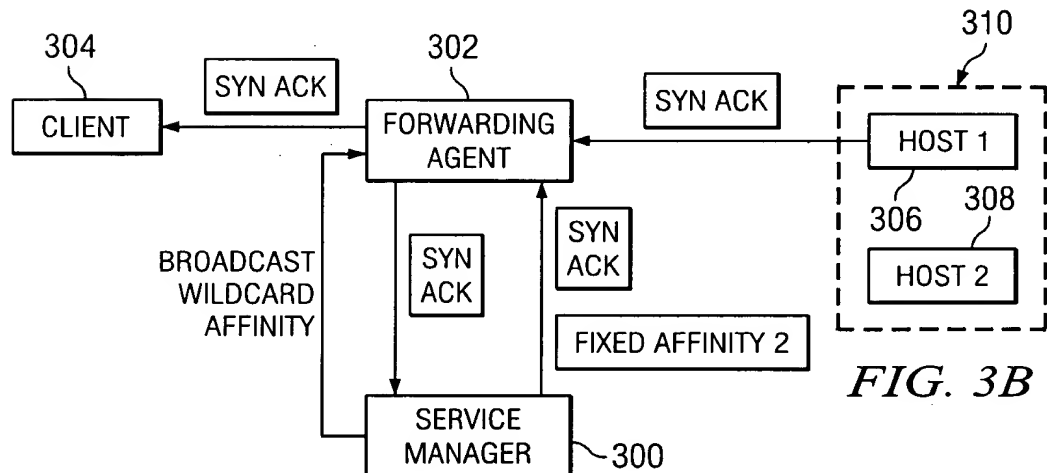 304
302
310
SYN ACK
SYN ACK
CLIENT
FORWARDING
AGENT
HOST 1
306
308
HOST 2
BROADCAST
WILDCARD
AFFINITY
SYN
ACK
SYN
ACK
FIXED AFFINITY 2
FIG. 3B
SERVICE
MANAGER
300